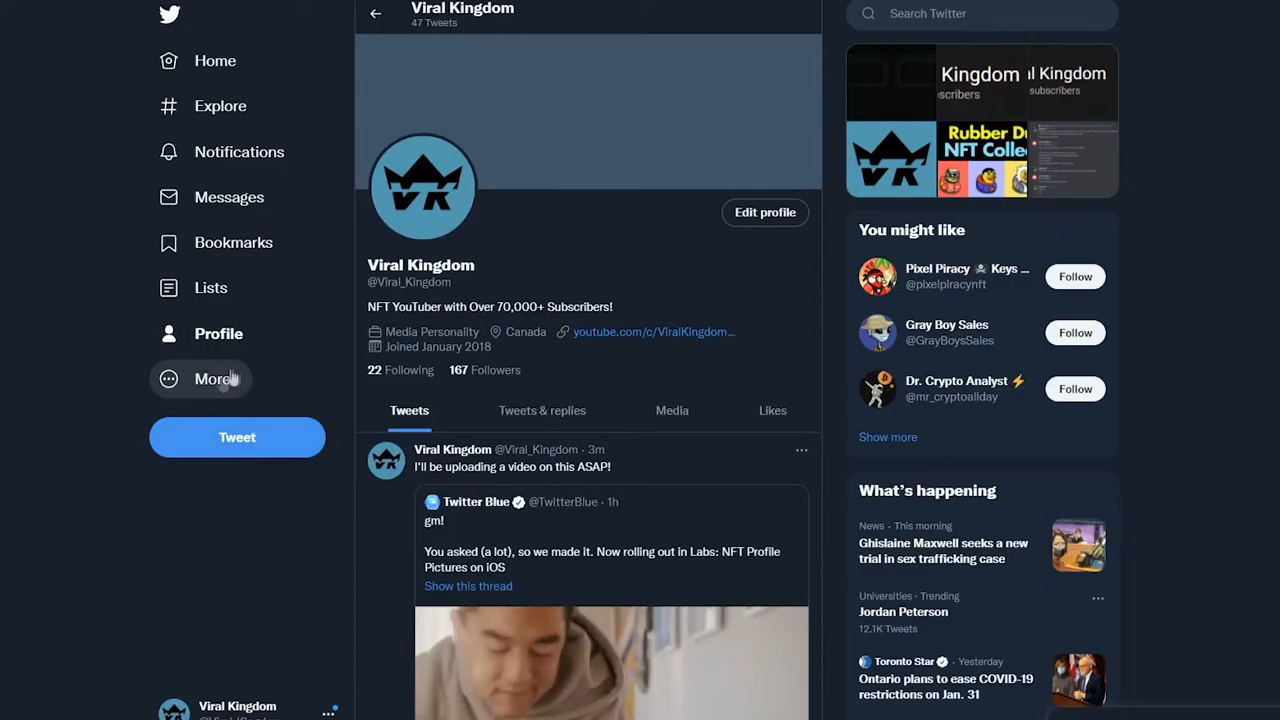 Home
Explore
Notifications
Messages
Bookmarks
Lists
Profile
More
Tweet
Viral Kingdom
Viral Kingdom
47 Tweets
VK
Edit profile
Viral Kingdom
@Viral_Kingdom
NFT YouTuber with Over 70,000+ Subscribers!
Media Personality Canada youtube.com/c/ViralKingdom...
Joined January 2018
22 Following 167 Followers
Tweets Tweets & replies Media Likes
VK
Viral Kingdom @Viral_Kingdom · 3m
I'll be uploading a video on this ASAP!
Twitter Blue @TwitterBlue · 1h
gm!
You asked (a lot), so we made it. Now rolling out in Labs: NFT Profile
Pictures on iOS
Show this thread
Search Twitter
Kingdom
scribers
l Kingdom
subscribers
VK
Rubber Du
NFT Colle
You might like
Pixel Piracy ☠ Keys ...
@pixelpiracynft
Follow
Gray Boy Sales
@GrayBoysSales
Follow
Dr. Crypto Analyst ⚡
@mr_cryptoallday
Follow
Show more
What's happening
News · This morning
Ghislaine Maxwell seeks a new
trial in sex trafficking case
Universities · Trending
Jordan Peterson
12.1K Tweets
Toronto Star · Yesterday
Ontario plans to ease COVID-19
restrictions on Jan. 31